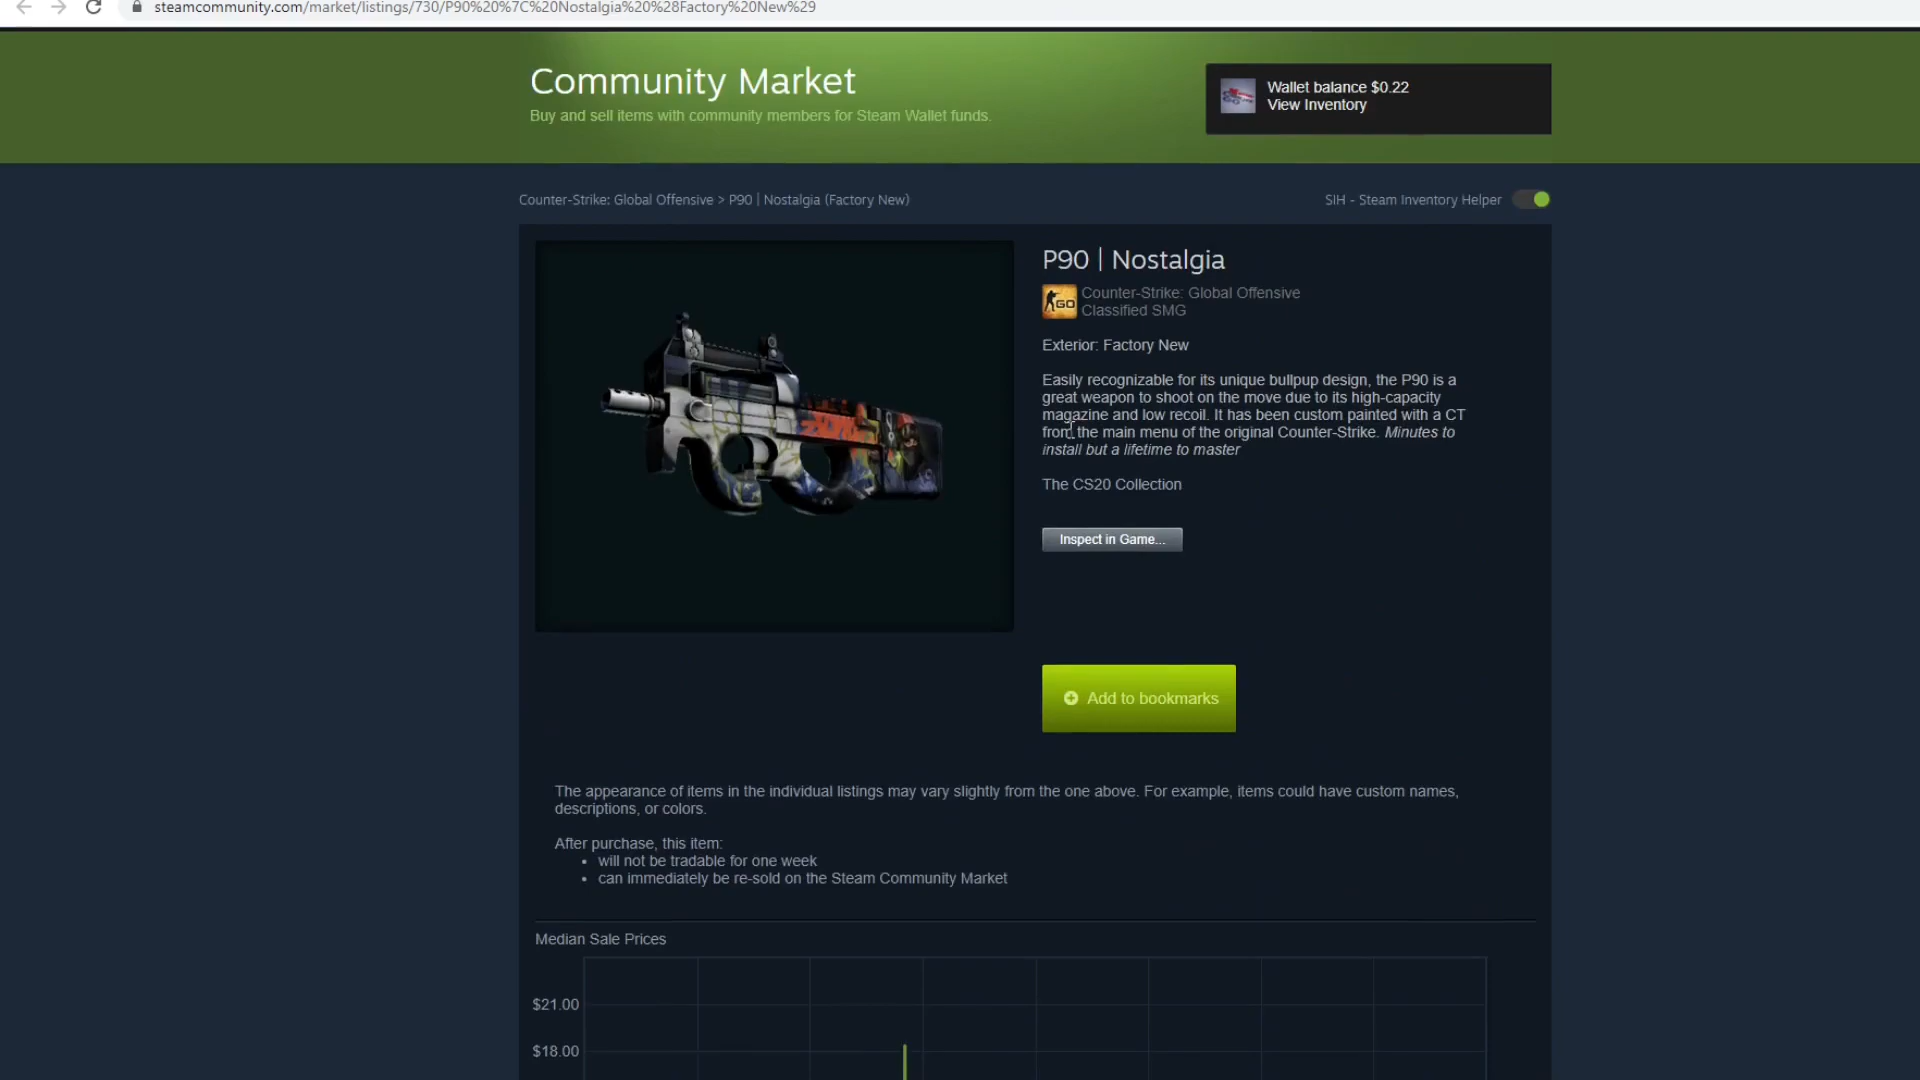 steamcommunity.com/market/listings/730/P90%20%7C%20Nostalgia%20%28Factory%20New%29
Community Market
Buy and sell items with community members for Steam Wallet funds.
Wallet balance $0.22
View Inventory
Counter-Strike: Global Offensive > P90 | Nostalgia (Factory New)
SIH - Steam Inventory Helper
P90 | Nostalgia
GO
Counter-Strike: Global Offensive
Classified SMG
Exterior: Factory New
Easily recognizable for its unique bullpup design, the P90 is a
great weapon to shoot on the move due to its high-capacity
magazine and low recoil. It has been custom painted with a CT
from the main menu of the original Counter-Strike. Minutes to
install but a lifetime to master
The CS20 Collection
Inspect in Game...
Add to bookmarks
The appearance of items in the individual listings may vary slightly from the one above. For example, items could have custom names,
descriptions, or colors.
After purchase, this item:
• will not be tradable for one week
• can immediately be re-sold on the Steam Community Market
Median Sale Prices
$21.00
$18.00